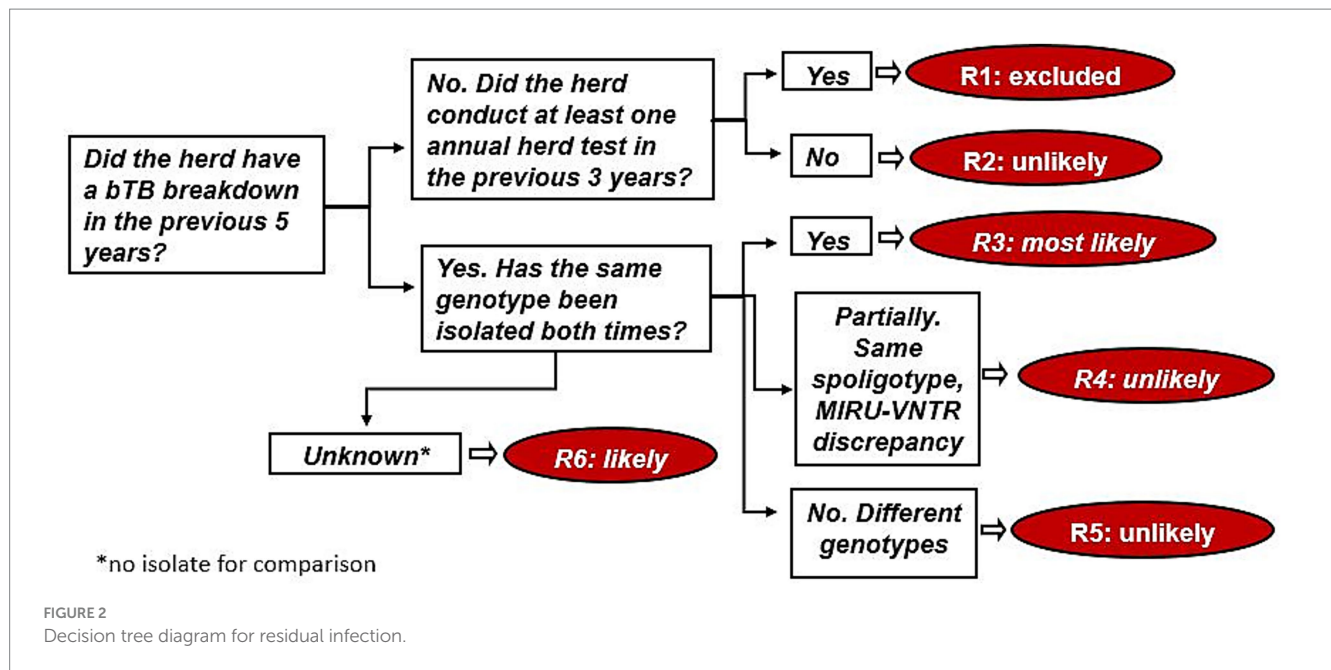 Did the herd have
a bTB breakdown
in the previous 5
years?
No. Did the herd
conduct at least one
annual herd test in
the previous 3 years?
Yes
R1: excluded
No
R2: unlikely
Yes. Has the same
genotype been
isolated both times?
Yes
R3: most likely
Partially.
Same
spoligotype,
MIRU-VNTR
discrepancy
R4: unlikely
No. Different
genotypes
R5: unlikely
Unknown*
R6: likely
*no isolate for comparison
FIGURE 2
Decision tree diagram for residual infection.